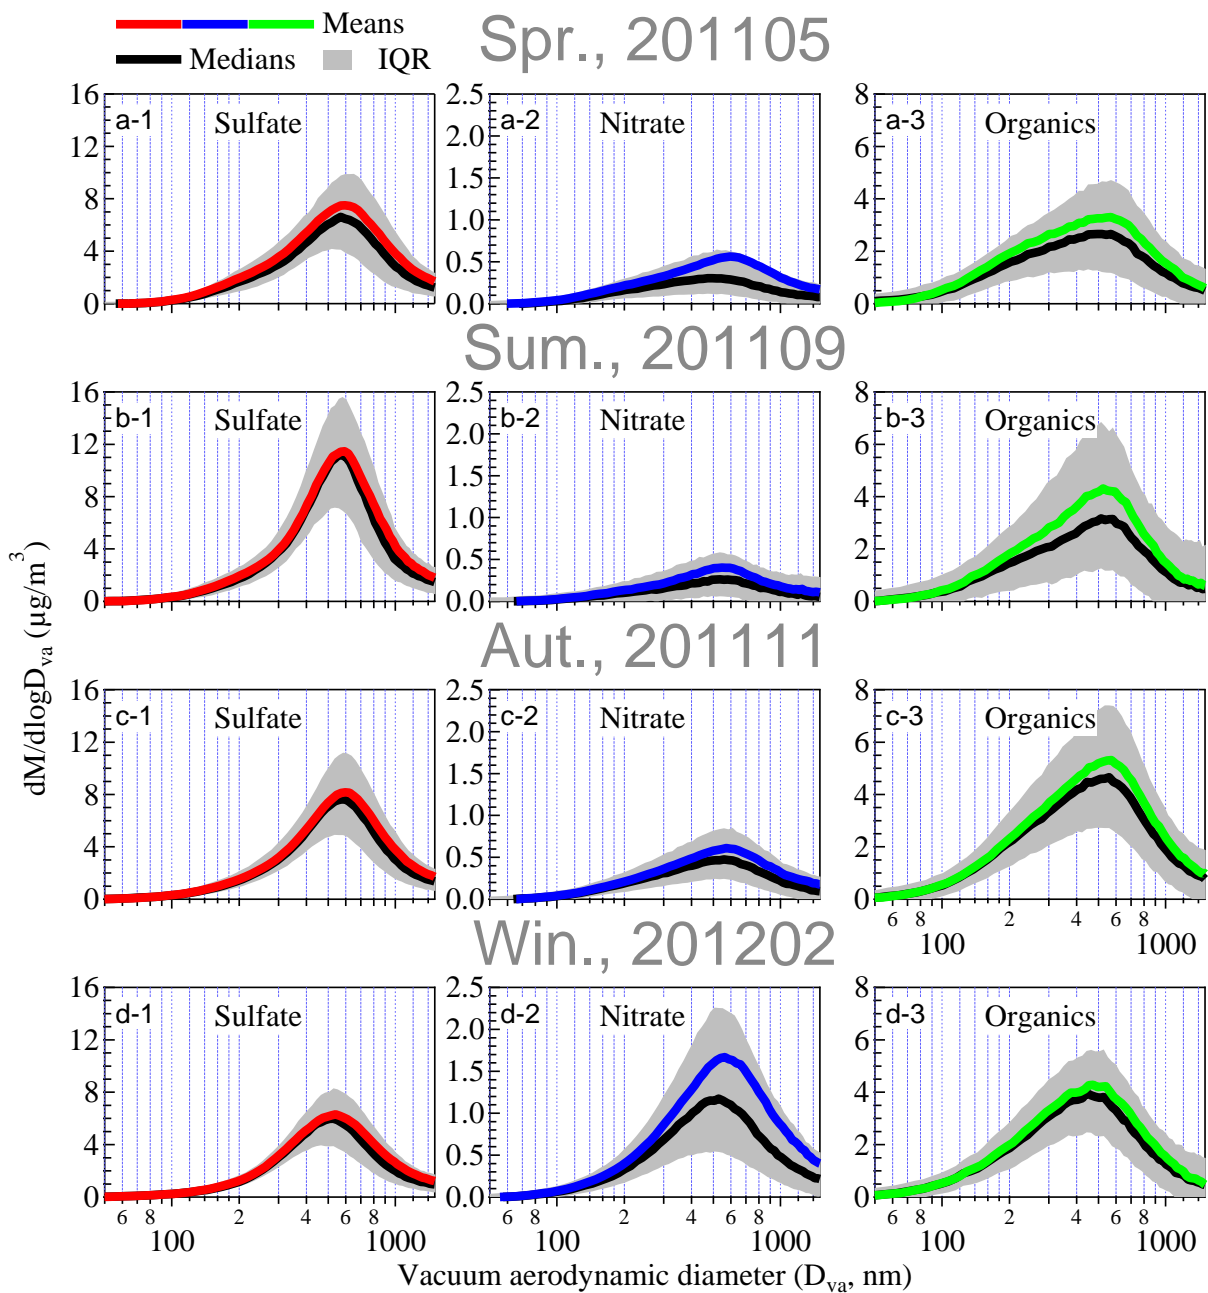 Means
Medians IQR
Spr., 201105
16 12 8 4 0 a-1 Sulfate
2.5 2.0 1.5 1.0 0.5 0.0 a-2 Nitrate
8 6 4 2 0 a-3 Organics
Sum., 201109
16 12 8 4 0 b-1 Sulfate
2.5 2.0 1.5 1.0 0.5 0.0 b-2 Nitrate
8 6 4 2 0 b-3 Organics
Aut., 201111
16 12 8 4 0 c-1 Sulfate
2.5 2.0 1.5 1.0 0.5 0.0 c-2 Nitrate
8 6 4 2 0 c-3 Organics
6 8 2 4 6
100 1000
Win., 201202
16 12 8 4 0 d-1 Sulfate
2.5 2.0 1.5 1.0 0.5 0.0 d-2 Nitrate
8 6 4 2 0 d-3 Organics
6 8 2 4 6 6 8 2 4 6 6 8 2 4 6
100 1000 100 1000 100 1000
dM/dlogDva (μg/m³)
Vacuum aerodynamic diameter (Dva, nm)